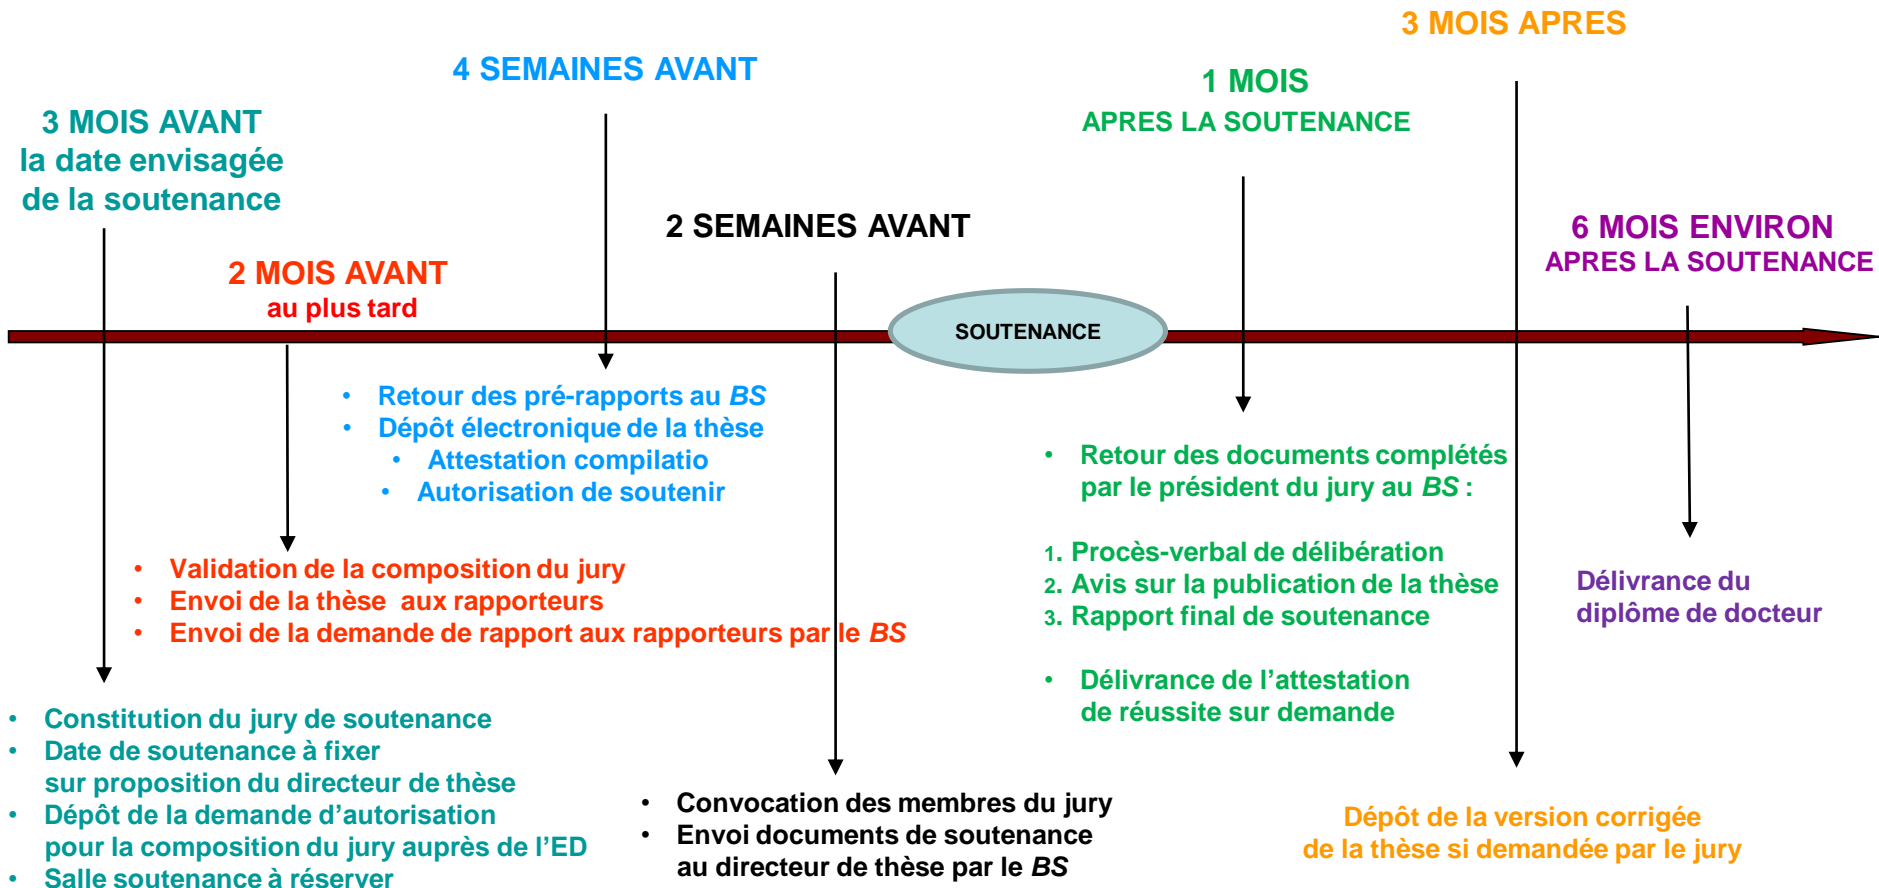 3 MOIS AVANT
la date envisagée
de la soutenance
2 MOIS AVANT
au plus tard
4 SEMAINES AVANT
2 SEMAINES AVANT
SOUTENANCE
1 MOIS
APRES LA SOUTENANCE
3 MOIS APRES
6 MOIS ENVIRON
APRES LA SOUTENANCE
• Retour des pré-rapports au BS
• Dépôt électronique de la thèse
• Attestation compilatio
• Autorisation de soutenir
• Validation de la composition du jury
• Envoi de la thèse aux rapporteurs
• Envoi de la demande de rapport aux rapporteurs par le BS
• Constitution du jury de soutenance
• Date de soutenance à fixer
sur proposition du directeur de thèse
• Dépôt de la demande d’autorisation
pour la composition du jury auprès de l’ED
• Salle soutenance à réserver
• Convocation des membres du jury
• Envoi documents de soutenance
au directeur de thèse par le BS
• Retour des documents complétés
par le président du jury au BS :
1. Procès-verbal de délibération
2. Avis sur la publication de la thèse
3. Rapport final de soutenance
• Délivrance de l’attestation
de réussite sur demande
Dépôt de la version corrigée
de la thèse si demandée par le jury
Délivrance du
diplôme de docteur